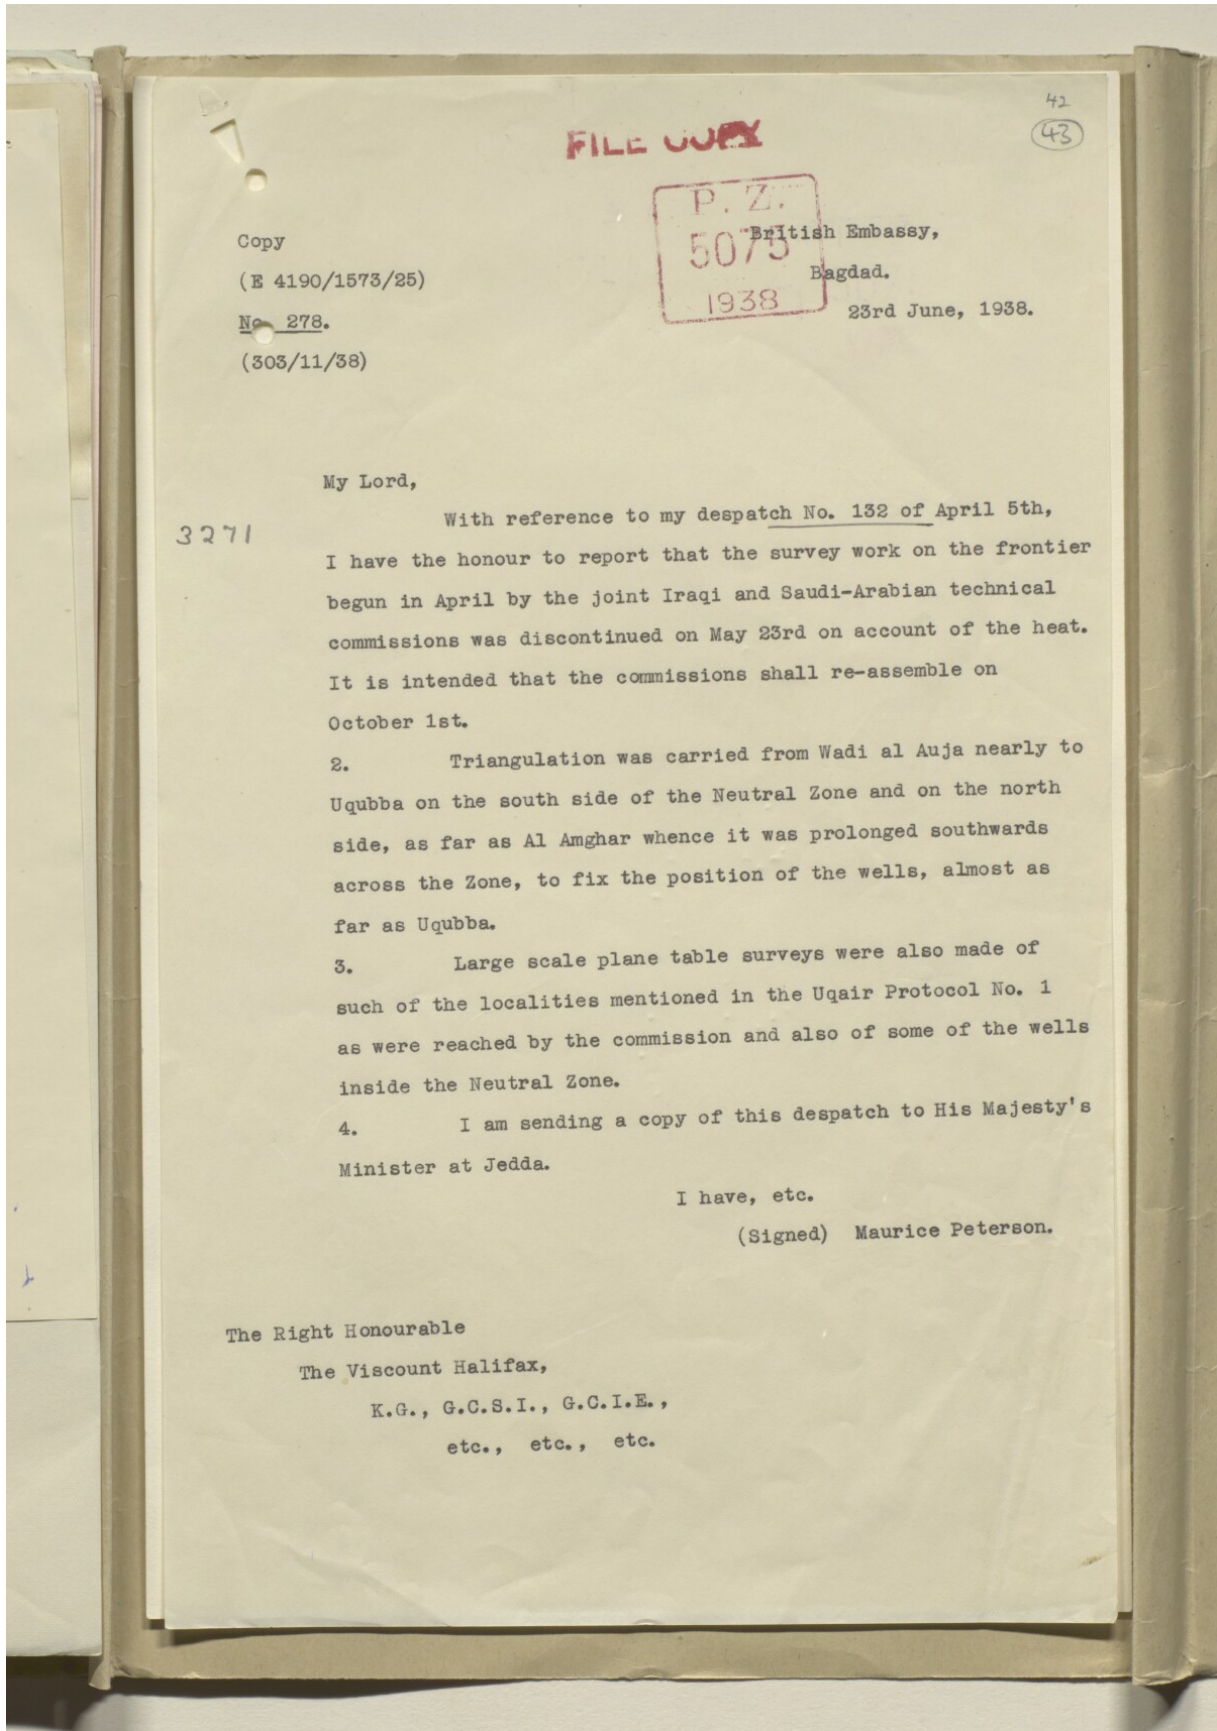 42
43
FILE COPY
P. Z.
5075
1938
British Embassy,
Bagdad.
23rd June, 1938.
Copy
(E 4190/1573/25)
No. 278.
(303/11/38)
My Lord,
3271
With reference to my despatch No. 132 of April 5th,
I have the honour to report that the survey work on the frontier
begun in April by the joint Iraqi and Saudi-Arabian technical
commissions was discontinued on May 23rd on account of the heat.
It is intended that the commissions shall re-assemble on
October 1st.
2. Triangulation was carried from Wadi al Auja nearly to
Uqubba on the south side of the Neutral Zone and on the north
side, as far as Al Amghar whence it was prolonged southwards
across the Zone, to fix the position of the wells, almost as
far as Uqubba.
3. Large scale plane table surveys were also made of
such of the localities mentioned in the Uqair Protocol No. 1
as were reached by the commission and also of some of the wells
inside the Neutral Zone.
4. I am sending a copy of this despatch to His Majesty's
Minister at Jedda.
I have, etc.
(Signed) Maurice Peterson.
The Right Honourable
The Viscount Halifax,
K.G., G.C.S.I., G.C.I.E.,
etc., etc., etc.